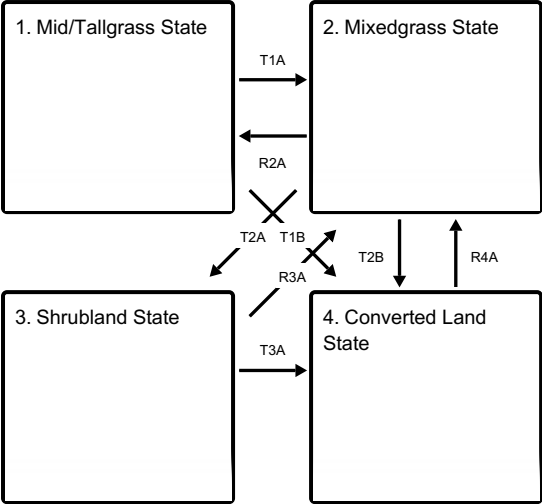 1. Mid/Tallgrass State
2. Mixedgrass State
T1A
R2A
T2A
T1B
R3A
T2B
R4A
3. Shrubland State
4. Converted Land
State
T3A